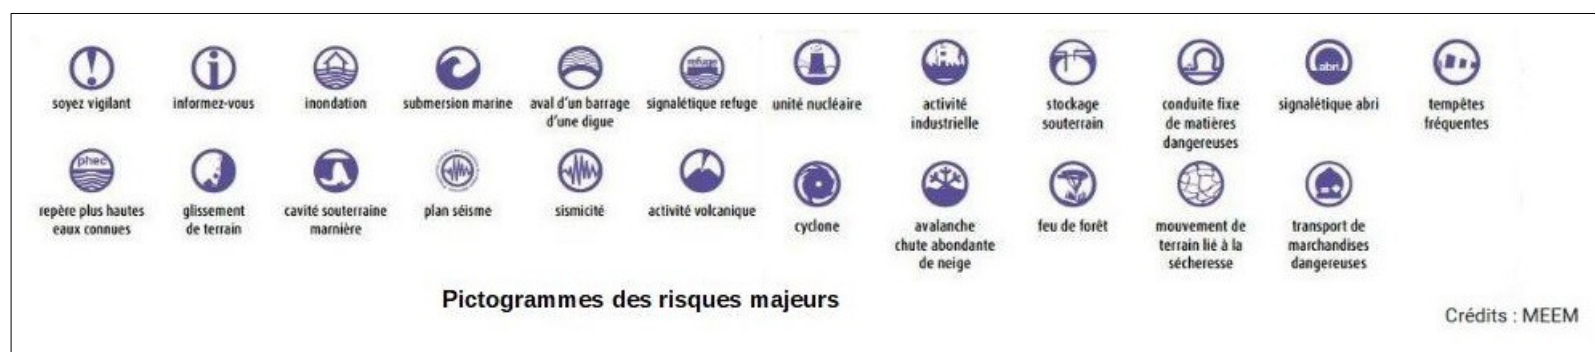 soyez vigilant
informez-vous
inondation
submersion marine
aval d'un barrage
d'une digue
refuge
signalétique refuge
unité nucléaire
activité
industrielle
stockage
souterrain
conduite fixe
de matières
dangereuses
abri
signalétique abri
tempêtes
fréquentes
phec
repère plus hautes
eaux connues
glissement
de terrain
cavité souterraine
marnière
plan séisme
sismicité
activité volcanique
cyclone
avalanche
chute abondante
de neige
feu de forêt
mouvement de
terrain lié à la
sécheresse
transport de
marchandises
dangereuses
Pictogrammes des risques majeurs
Crédits : MEEM